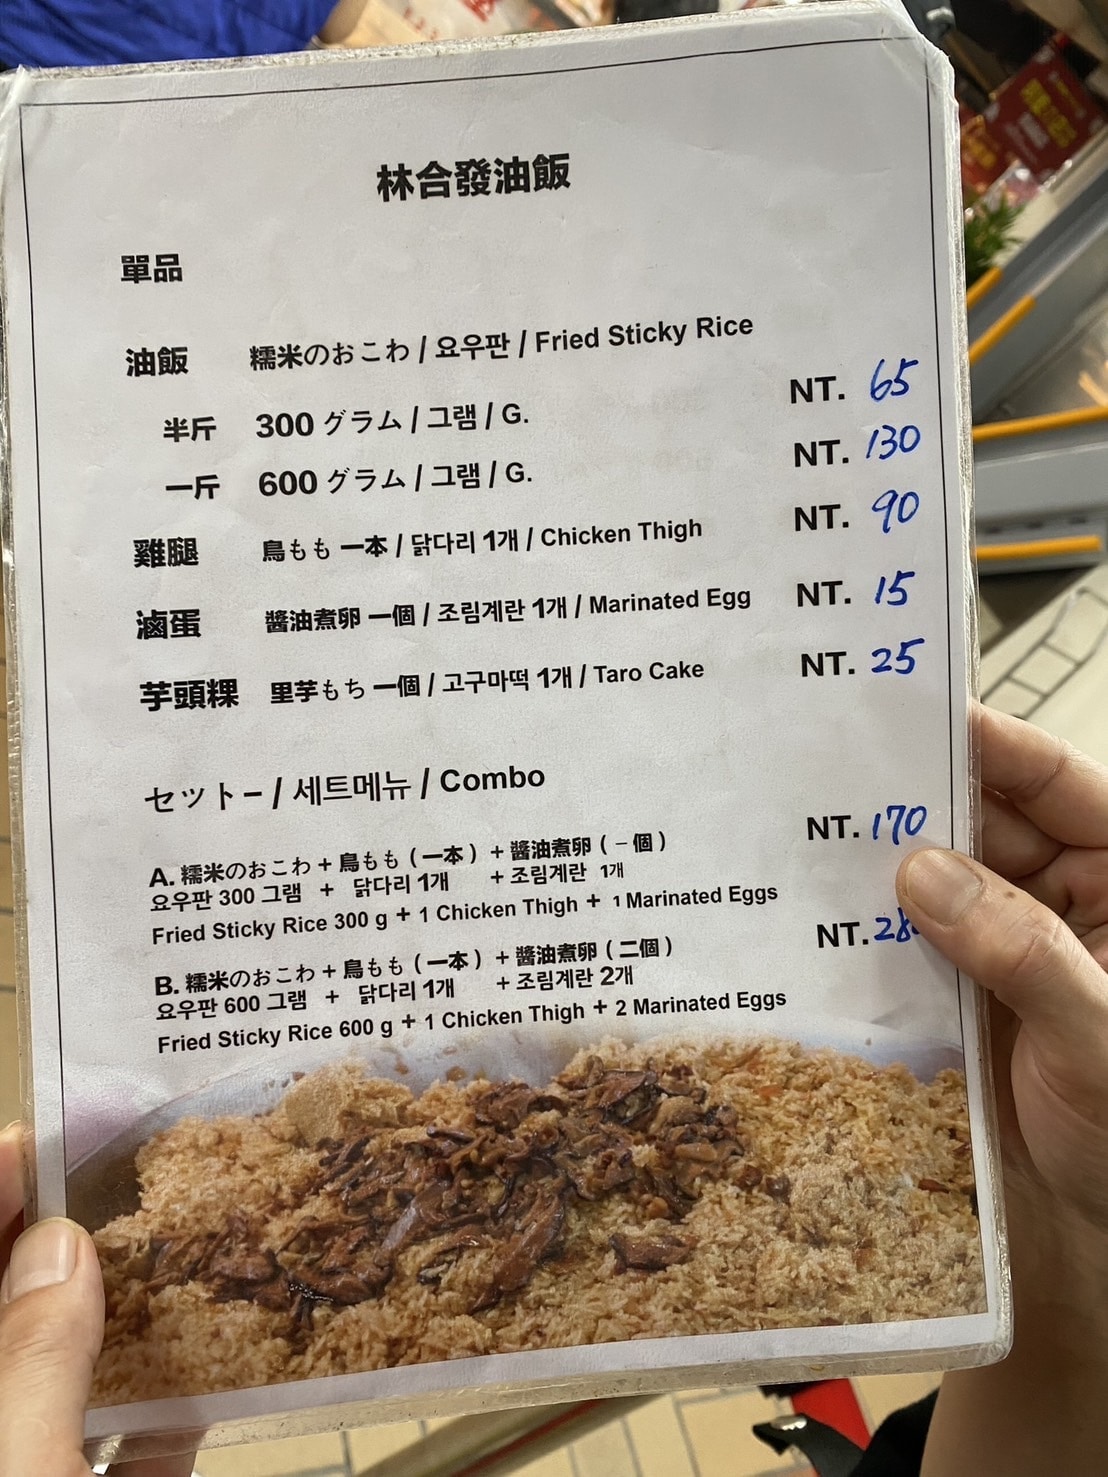 林合發油飯
單品
油飯 糯米のおこわ / 요우판 / Fried Sticky Rice
半斤 300 グラム / 그램 / G. NT. 65
一斤 600 グラム / 그램 / G. NT. 130
雞腿 鳥もも 一本 / 닭다리 1개 / Chicken Thigh NT. 90
滷蛋 醬油煮卵 一個 / 조림계란 1개 / Marinated Egg NT. 15
芋頭粿 里芋もち 一個 / 고구마떡 1개 / Taro Cake NT. 25
セットー / 세트메뉴 / Combo
A. 糯米のおこわ + 鳥もも (一本) + 醬油煮卵 (一個) NT. 170
요우판 300 그램 + 닭다리 1개 + 조림계란 1개
Fried Sticky Rice 300 g + 1 Chicken Thigh + 1 Marinated Eggs
B. 糯米のおこわ + 鳥もも (一本) + 醬油煮卵 (二個) NT.
요우판 600 그램 + 닭다리 1개 + 조림계란 2개
Fried Sticky Rice 600 g + 1 Chicken Thigh + 2 Marinated Eggs